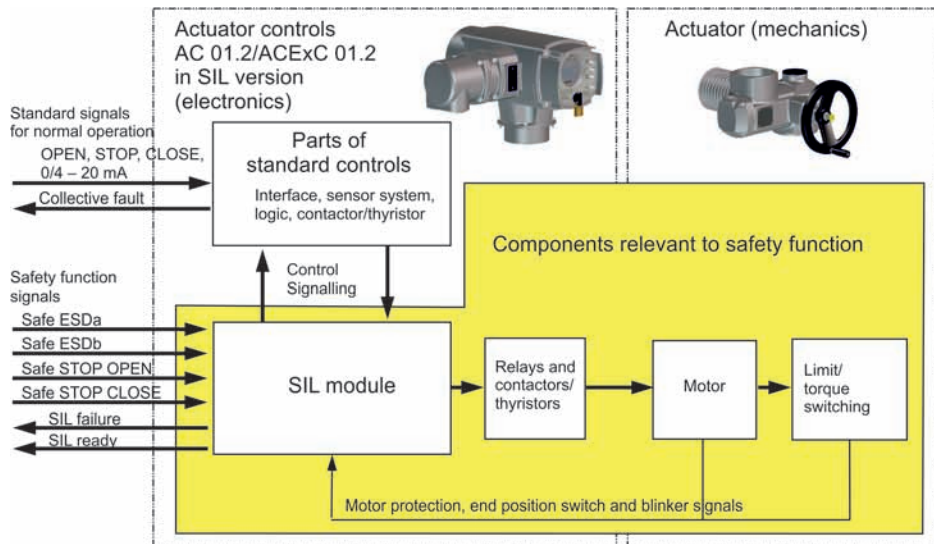 Actuator controls
AC 01.2/ACExC 01.2
in SIL version
(electronics)
Actuator (mechanics)
Standard signals
for normal operation
OPEN, STOP, CLOSE,
0/4 – 20 mA
Collective fault
Parts of
standard controls
Interface, sensor system,
logic, contactor/thyristor
Components relevant to safety function
Control
Signalling
Safety function
signals
Safe ESDa
Safe ESDb
Safe STOP OPEN
Safe STOP CLOSE
SIL failure
SIL ready
SIL module
Relays and
contactors/
thyristors
Motor
Limit/
torque
switching
Motor protection, end position switch and blinker signals